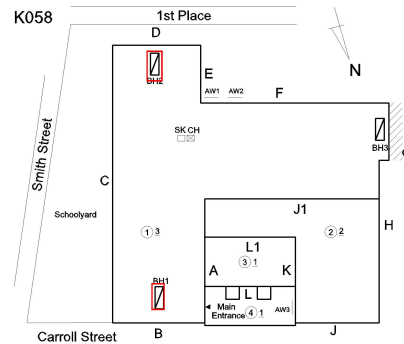 K058
1st Place
D
N
BH2
E
AW1 AW2
F
SK CH
BH3
Smith Street
C
Schoolyard
J1
H
1 3
2 2
L1
3 1
A
K
BH1
L
Main
Entrance
4 1
AW3
Carroll Street
B
J